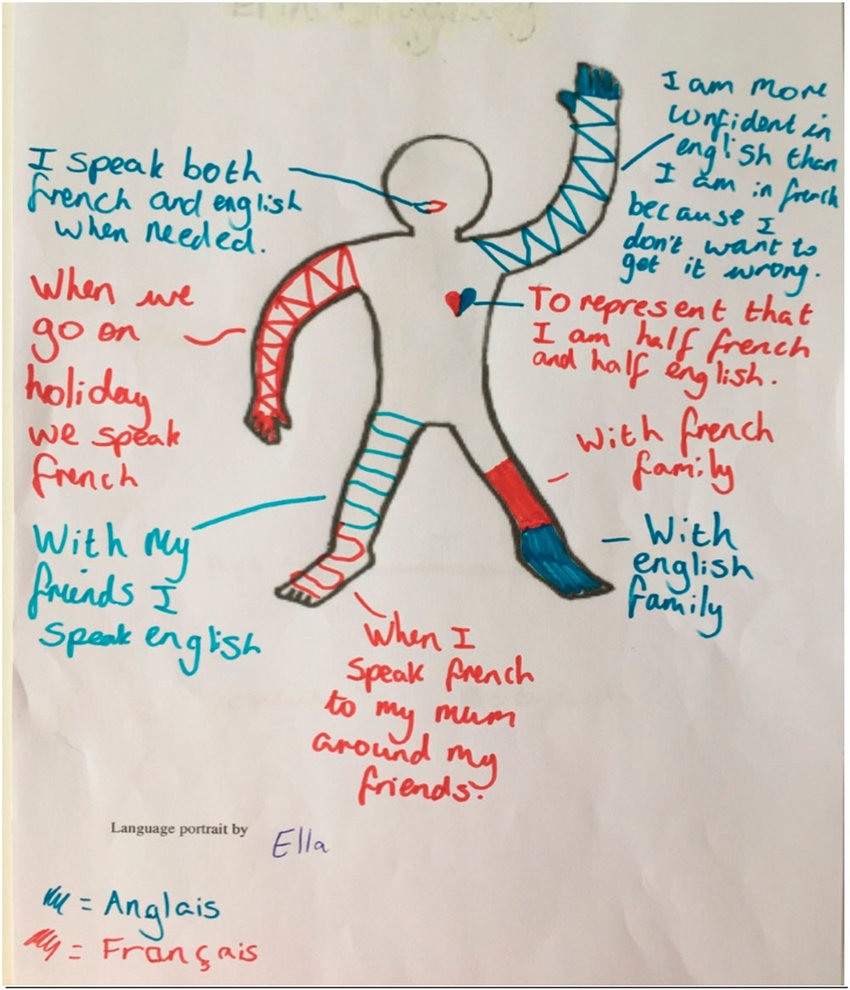 I speak both
french and english
when needed.
I am more
confident in
english than
I am in french
because I
don't want to
get it wrong.
When we
go on
holiday
we speak
french
To represent that
I am half french
and half english.
With french
family
With
english
family
With my
friends I
speak english
When I
speak french
to my mum
around my
friends.
Language portrait by Ella
= Anglais
= Français